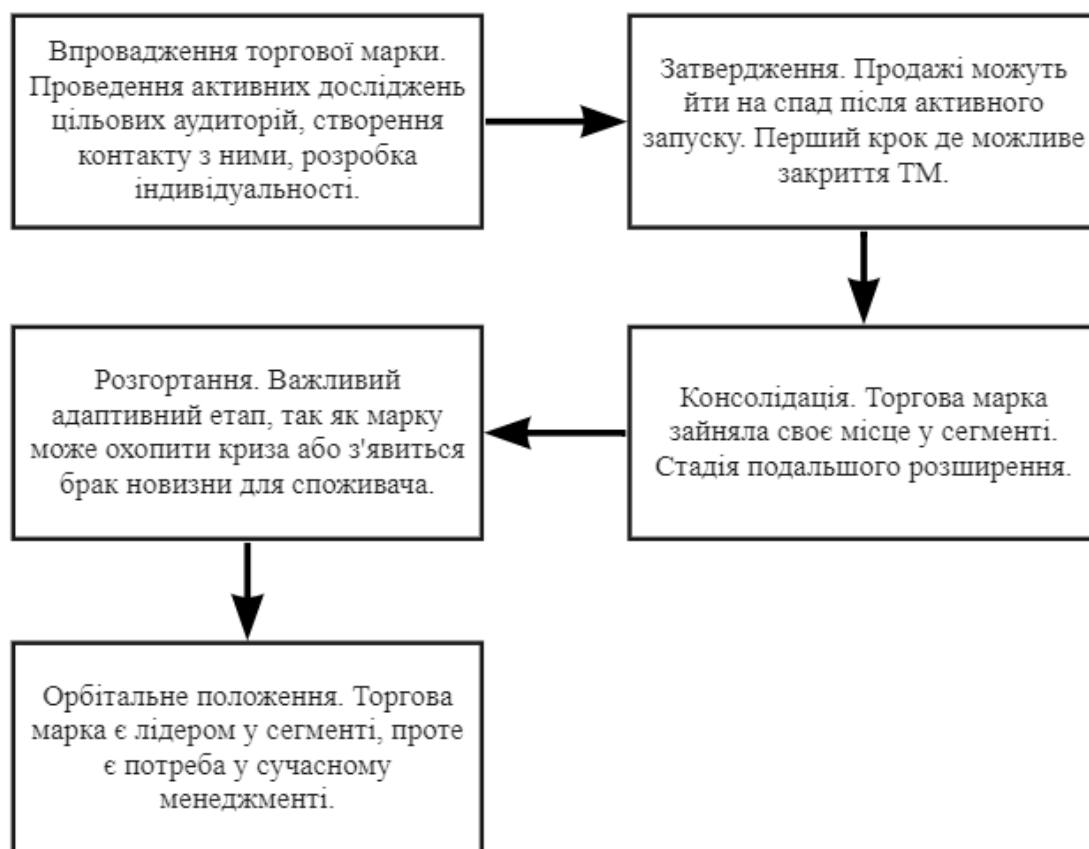 Впровадження торгової марки.
Проведення активних досліджень
цільових аудиторій, створення
контакту з ними, розробка
індивідуальності.
Затвердження. Продажі можуть
йти на спад після активного
запуску. Перший крок де можливе
закриття ТМ.
Консолідація. Торгова марка
зайняла своє місце у сегменті.
Стадія подальшого розширення.
Розгортання. Важливий
адаптивний етап, так як марку
може охопити криза або з'явиться
брак новизни для споживача.
Орбітальне положення. Торгова
марка є лідером у сегменті, проте
є потреба у сучасному
менеджменті.